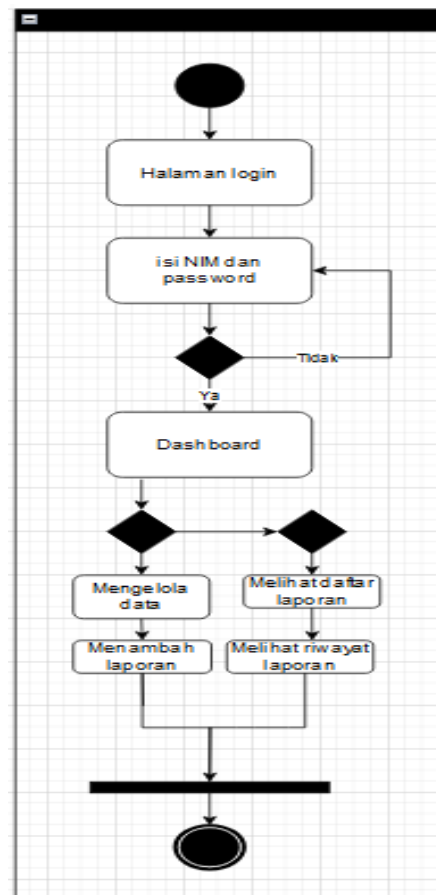 Halaman login
isi NIM dan
password
Tidak
Ya
Dashboard
Mengelola
data
Melihat daftar
laporan
Menambah
laporan
Melihat riwayat
laporan